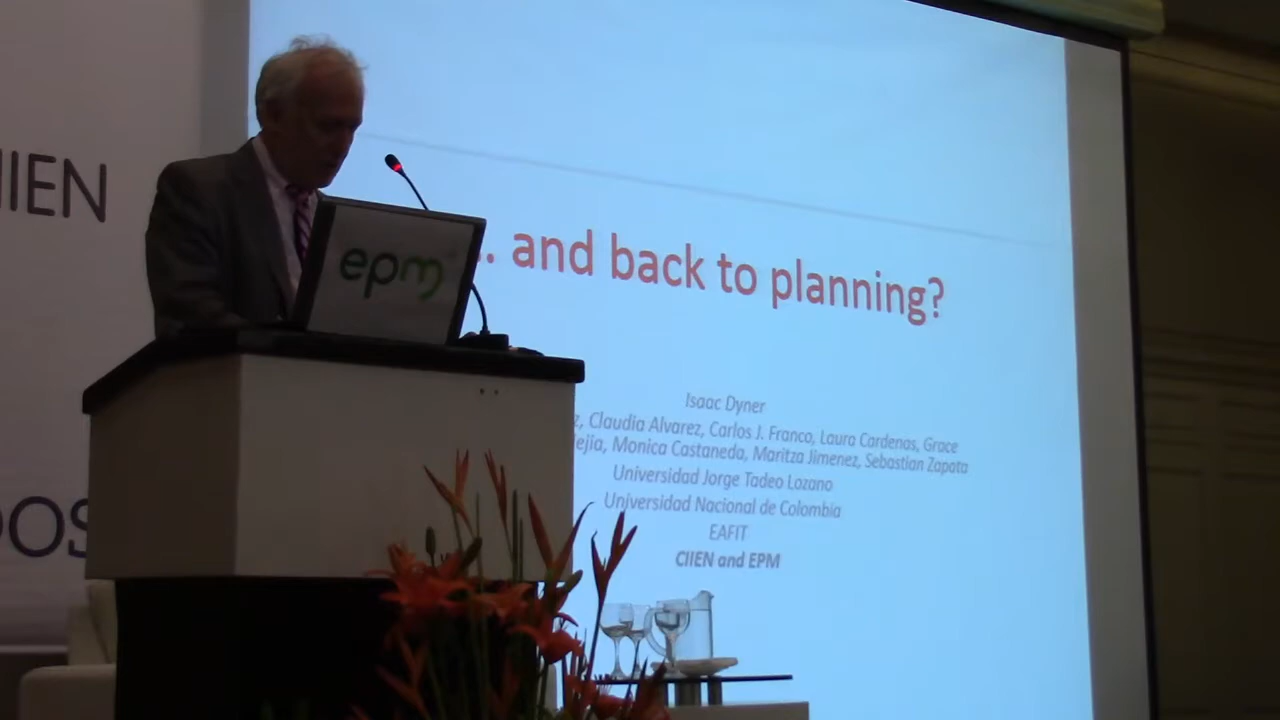 IEN
epm
.. and back to planning?
Isaac Dyner
z, Claudia Alvarez, Carlos J. Franco, Laura Cardenas, Grace
ejía, Monica Castaneda, Maritza Jimenez, Sebastian Zapata
Universidad Jorge Tadeo Lozano
Universidad Nacional de Colombia
EAFIT
CIIEN and EPM
OS